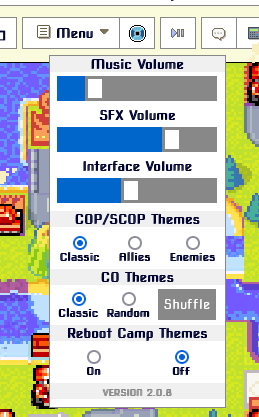 Menu
Music Volume
SFX Volume
Interface Volume
COP/SCOP Themes
Classic Allies Enemies
CO Themes
Classic Random Shuffle
Reboot Camp Themes
On Off
VERSION 2.0.8